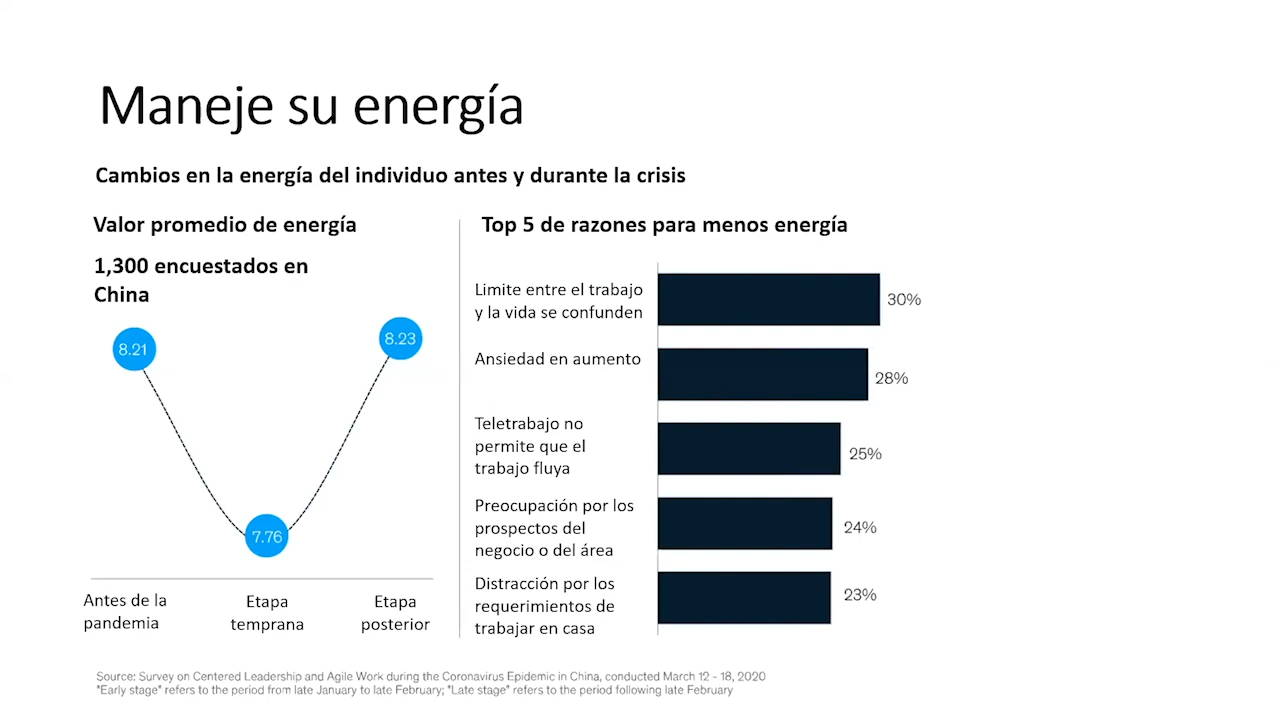 Maneje su energía
Cambios en la energía del individuo antes y durante la crisis
Valor promedio de energía
1,300 encuestados en
China
8.21
7.76
8.23
Antes de la
pandemia
Etapa
temprana
Etapa
posterior
Top 5 de razones para menos energía
Limite entre el trabajo
y la vida se confunden
30%
Ansiedad en aumento
28%
Teletrabajo no
permite que el
trabajo fluya
25%
Preocupación por los
prospectos del
negocio o del área
24%
Distracción por los
requerimientos de
trabajar en casa
23%
Source: Survey on Centered Leadership and Agile Work during the Coronavirus Epidemic in China, conducted March 12 - 18, 2020
"Early stage" refers to the period from late January to late February; "Late stage" refers to the period following late February